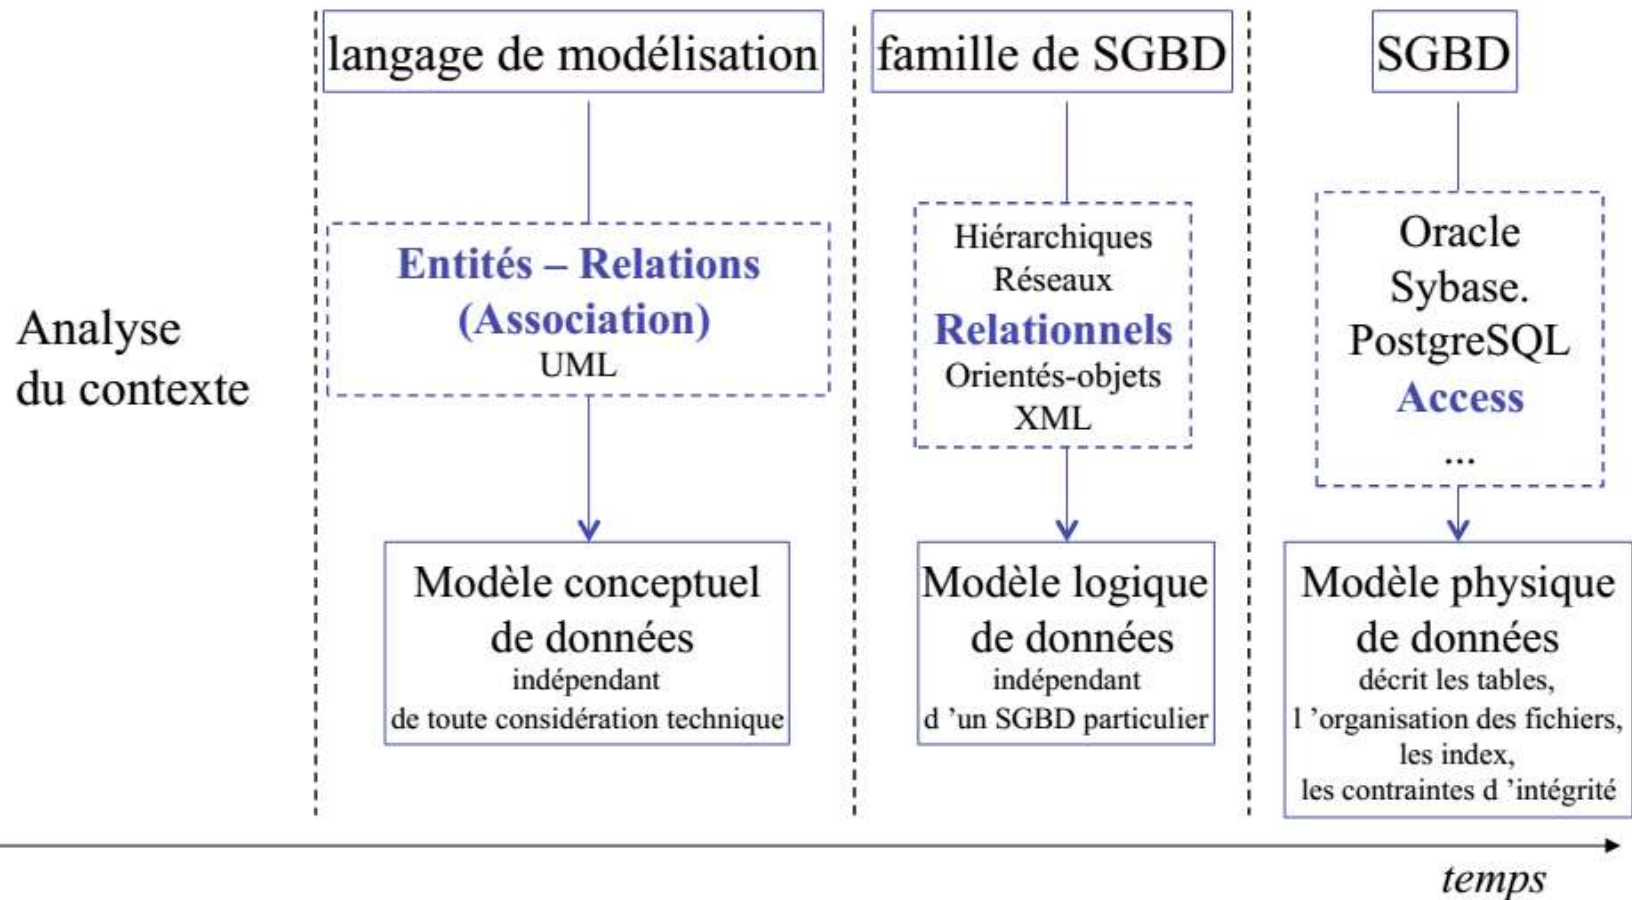 langage de modélisation
famille de SGBD
SGBD
Analyse
du contexte
Entités – Relations
(Association)
UML
Hiérarchiques
Réseaux
Relationnels
Orientés-objets
XML
Oracle
Sybase.
PostgreSQL
Access
...
Modèle conceptuel
de données
indépendant
de toute considération technique
Modèle logique
de données
indépendant
d ’un SGBD particulier
Modèle physique
de données
décrit les tables,
l ’organisation des fichiers,
les index,
les contraintes d ’intégrité
temps